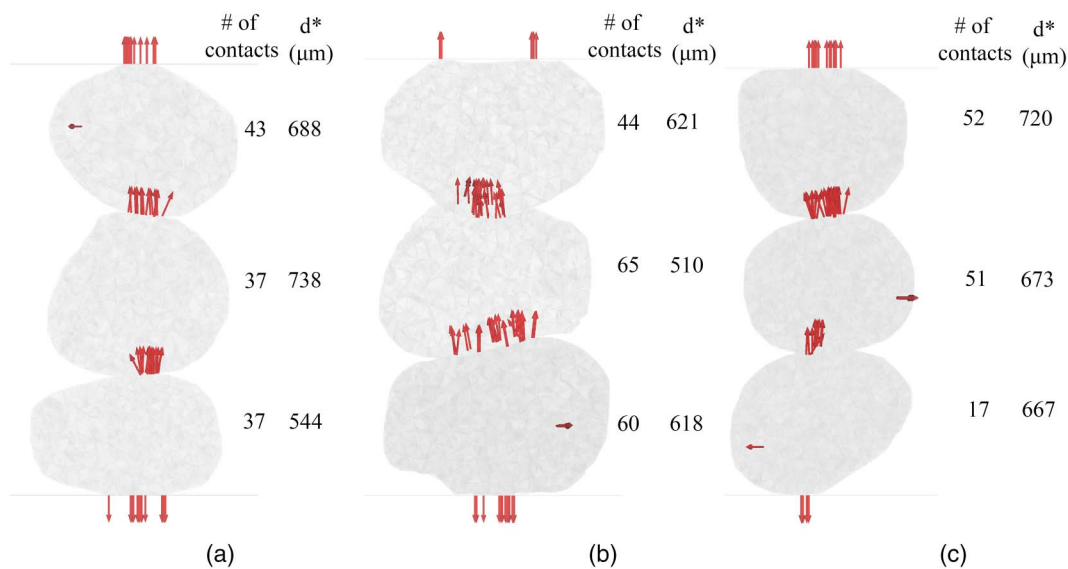 # of contacts d* (μm)
43 688
37 738
37 544
(a)
# of contacts d* (μm)
44 621
65 510
60 618
(b)
# of contacts d* (μm)
52 720
51 673
17 667
(c)